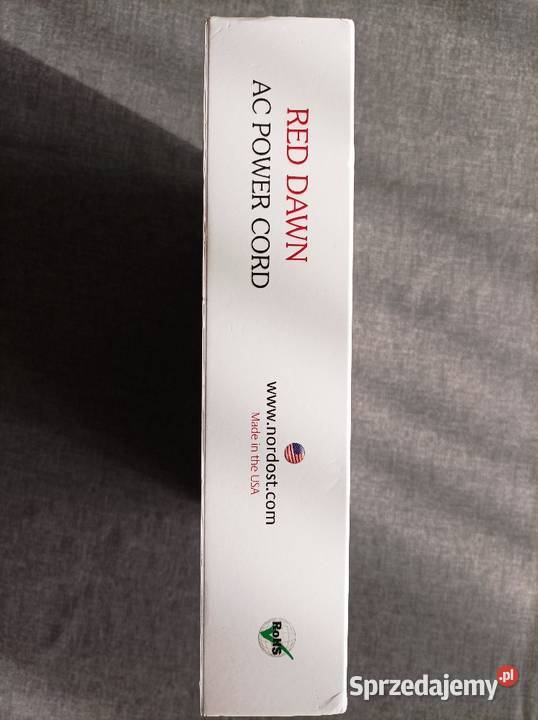 RED DAWN
AC POWER CORD
www.nordost.com
Made in the USA
RoHS
Sprzedajemy.pl